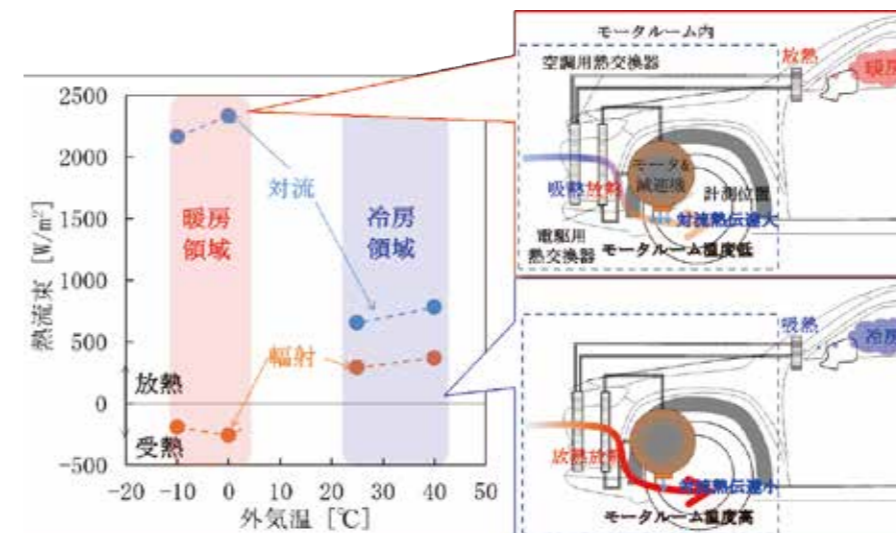 熱流束 [W/m²]
2500
2000
1500
1000
500
0
−500
放熱
受熱
暖房
領域
冷房
領域
対流
輻射
−20 −10 0 10 20 30 40 50
外気温 [℃]
モータルーム内
空調用熱交換器
放熱
暖房
モータ&
減速機
吸熱 放熱
計測位置
対流熱伝達大
電駆用
熱交換器
モータルーム温度低
吸熱
冷房
放熱 放熱
対流熱伝達小
モータルーム温度高